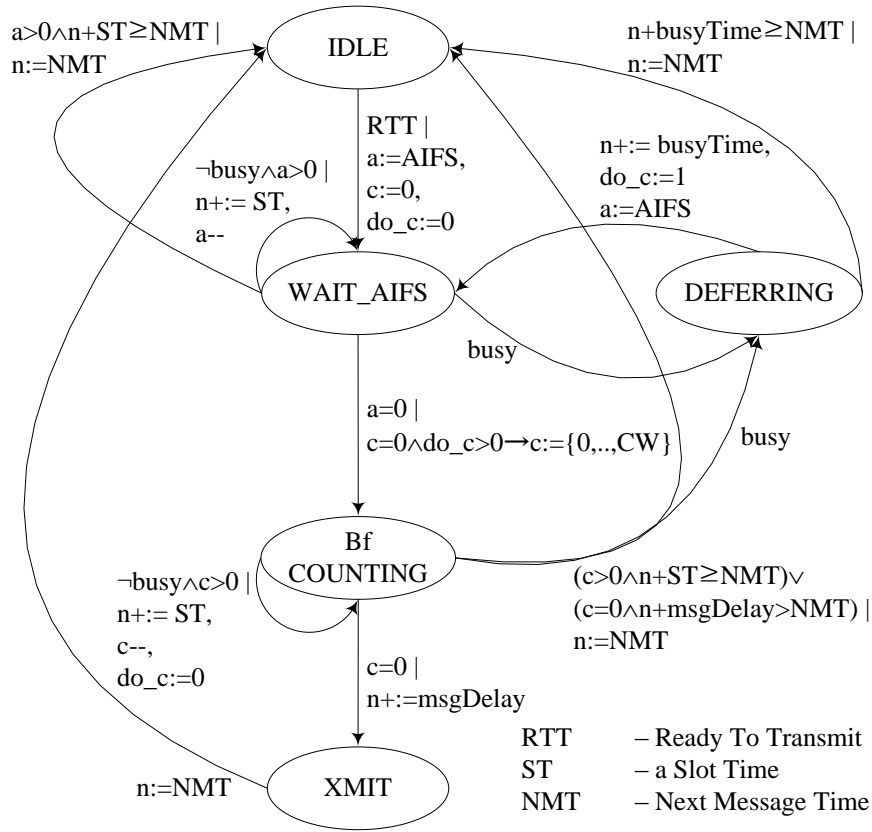 a>0∧n+ST≥NMT |
n:=NMT
IDLE
n+busyTime≥NMT |
n:=NMT
RTT |
a:=AIFS,
c:=0,
do_c:=0
¬busy∧a>0 |
n+:= ST,
a--
n+:= busyTime,
do_c:=1
a:=AIFS
WAIT_AIFS
DEFERRING
busy
a=0 |
c=0∧do_c>0→c:={0,..,CW}
busy
Bf
COUNTING
¬busy∧c>0 |
n+:= ST,
c--,
do_c:=0
(c>0∧n+ST≥NMT)∨
(c=0∧n+msgDelay>NMT) |
n:=NMT
c=0 |
n+:=msgDelay
n:=NMT
XMIT
RTT – Ready To Transmit
ST – a Slot Time
NMT – Next Message Time